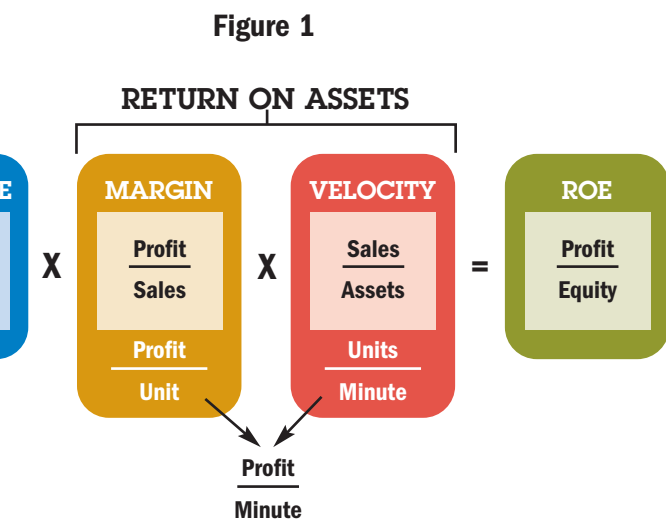 Figure 1
RETURN ON ASSETS
E
X
MARGIN
Profit
Sales
Profit
Unit
X
VELOCITY
Sales
Assets
Units
Minute
=
ROE
Profit
Equity
Profit
Minute